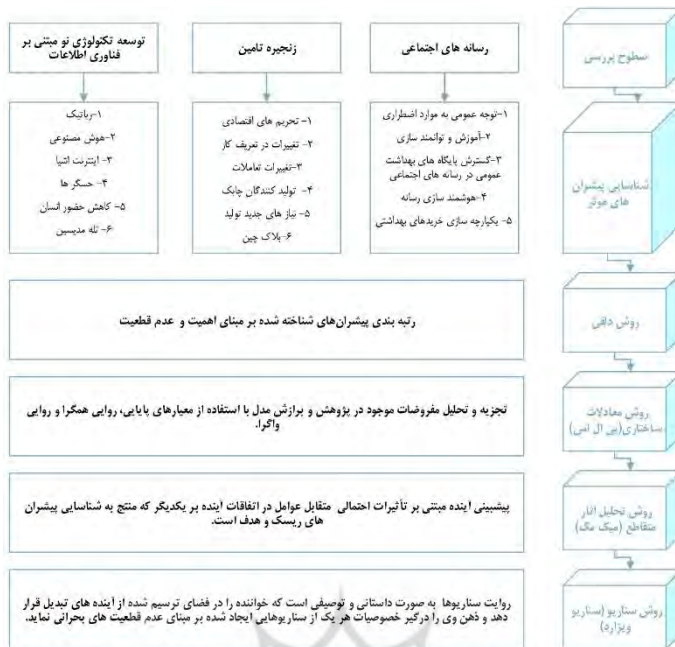 سطوح بررسی
رسانه های اجتماعی
زنجیره تامین
توسعه تکنولوژی نو مبتنی بر
فناوری اطلاعات
شناسایی پیشران
های موثر
۱-توجه عمومی به موارد اضطراری
۲-آموزش و توانمند سازی
۳-گسترش پایگاه های بهداشت
عمومی در رسانه های اجتماعی
۴-هوشمند سازی رسانه
۵- یکپارچه سازی خریدهای بهداشتی
۱- تحریم های اقتصادی
۲- تغییرات در تعریف کار
۳-تغییرات تعاملات
۴- تولید کنندگان چابک
۵- نیاز های جدید تولید
۶- بلاک چین
۱-رباتیک
۲-هوش مصنوعی
۳- اینترنت اشیا
۴- حسگر ها
۵- کاهش حضور انسان
۶- تله مدیسین
روش دلفی
رتبه بندی پیشران‌های شناخته شده بر مبنای اهمیت و عدم قطعیت
روش معادلات
ساختاری(پی ال اس)
تجزیه و تحلیل مفروضات موجود در پژوهش و برازش مدل با استفاده از معیارهای پایایی، روایی همگرا و روایی
واگرا.
روش تحلیل اثار
متقاطع (میک مک)
پیشبینی آینده مبتنی بر تأثیرات احتمالی متقابل عوامل در اتفاقات آینده بر یکدیگر که منتج به شناسایی پیشران
های ریسک و هدف است.
روش سناریو (سناریو
ویزارد)
روایت سناریوها به صورت داستانی و توصیفی است که خواننده را در فضای ترسیم شده از آینده های تبدیل قرار
دهد و ذهن وی را درگیر خصوصیات هر یک از سناریوهایی ایجاد شده بر مبنای عدم قطعیت های بحرانی نماید.